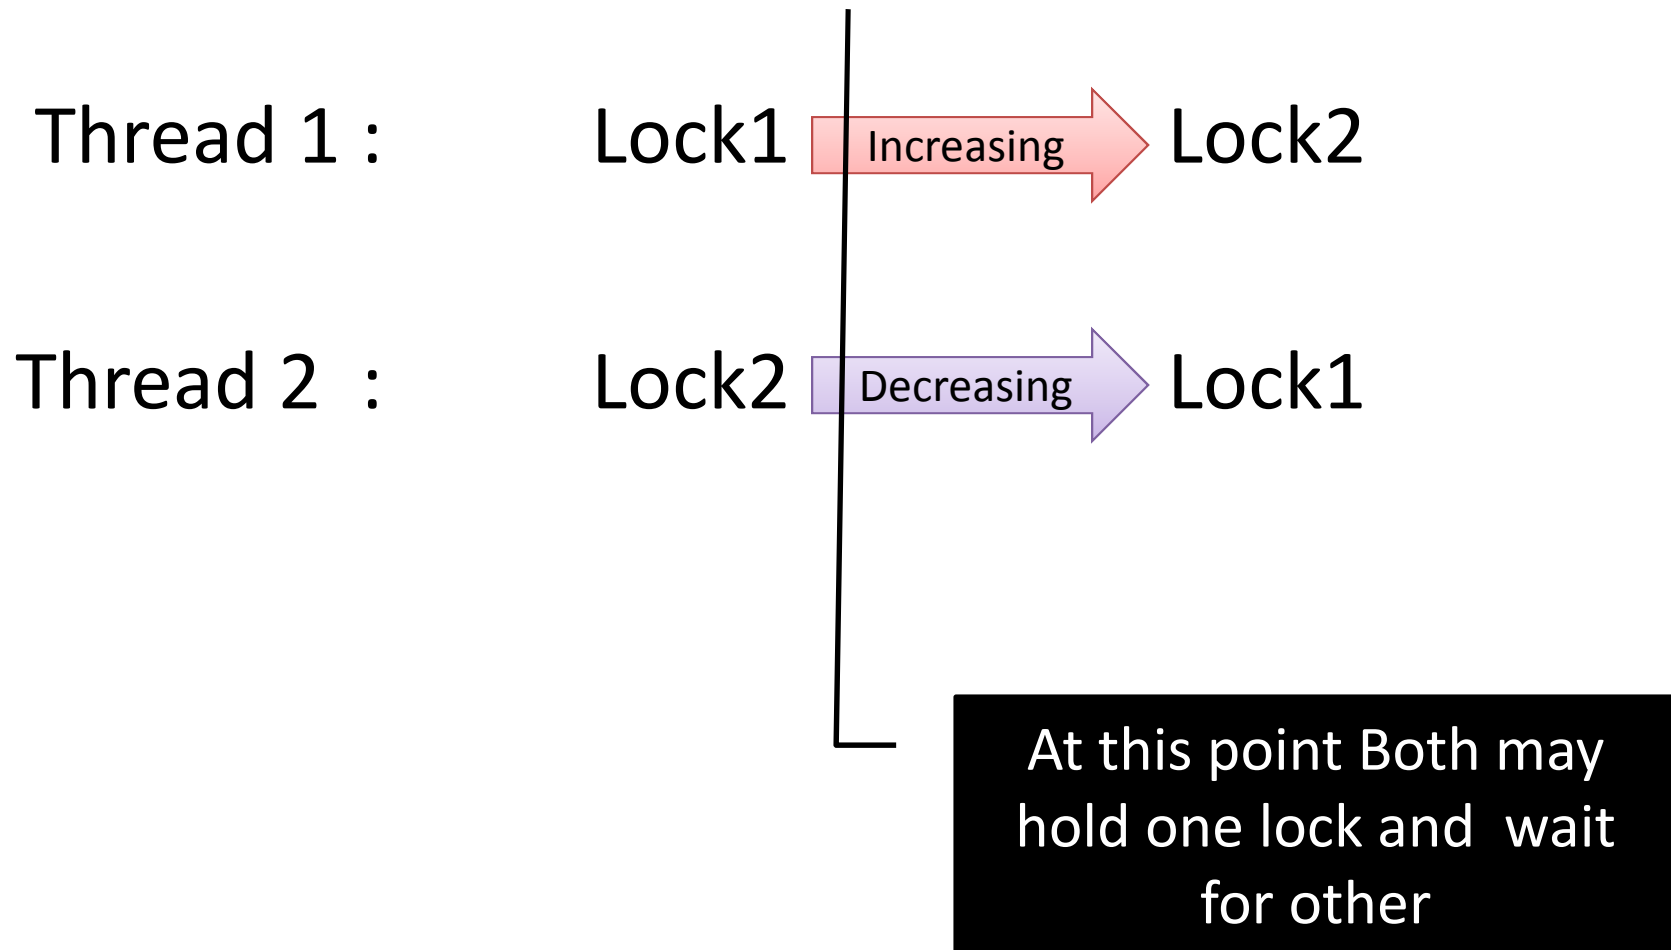 Thread 1 : Lock1 Increasing Lock2
Thread 2 : Lock2 Decreasing Lock1
At this point Both may
hold one lock and wait
for other